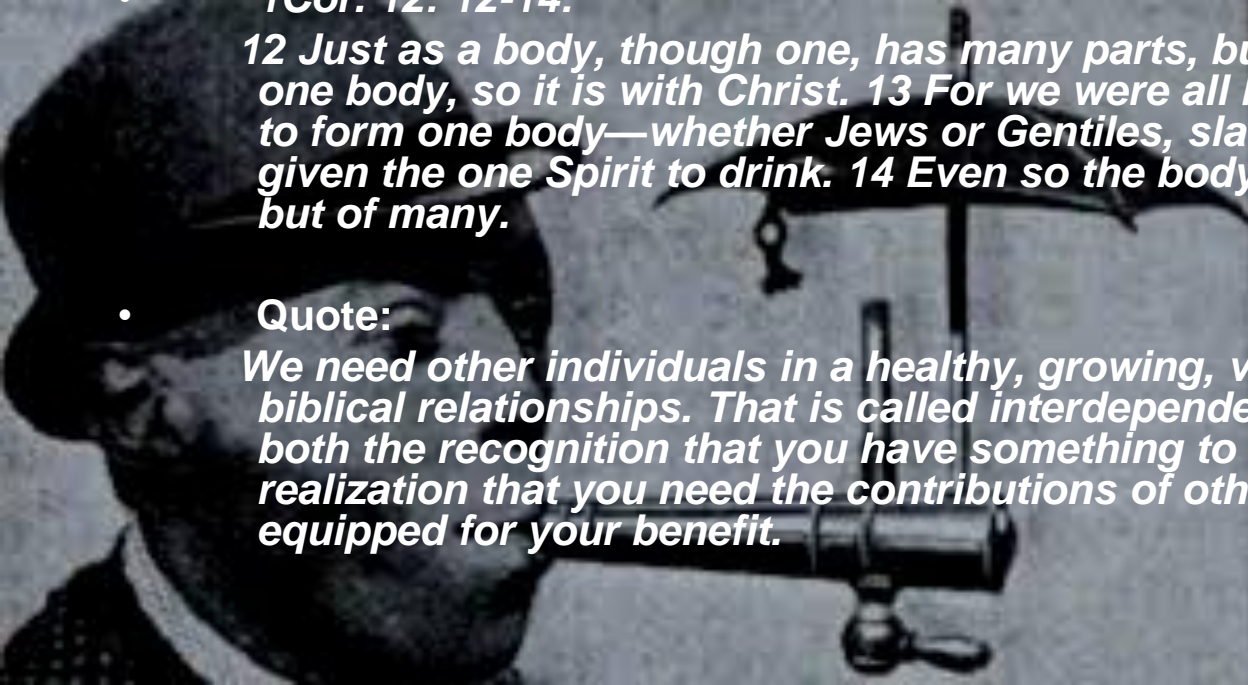 • 1Cor. 12: 12-14:
12 Just as a body, though one, has many parts, bu
one body, so it is with Christ. 13 For we were all
to form one body—whether Jews or Gentiles, sla
given the one Spirit to drink. 14 Even so the body
but of many.
• Quote:
We need other individuals in a healthy, growing, v
biblical relationships. That is called interdepende
both the recognition that you have something to
realization that you need the contributions of oth
equipped for your benefit.